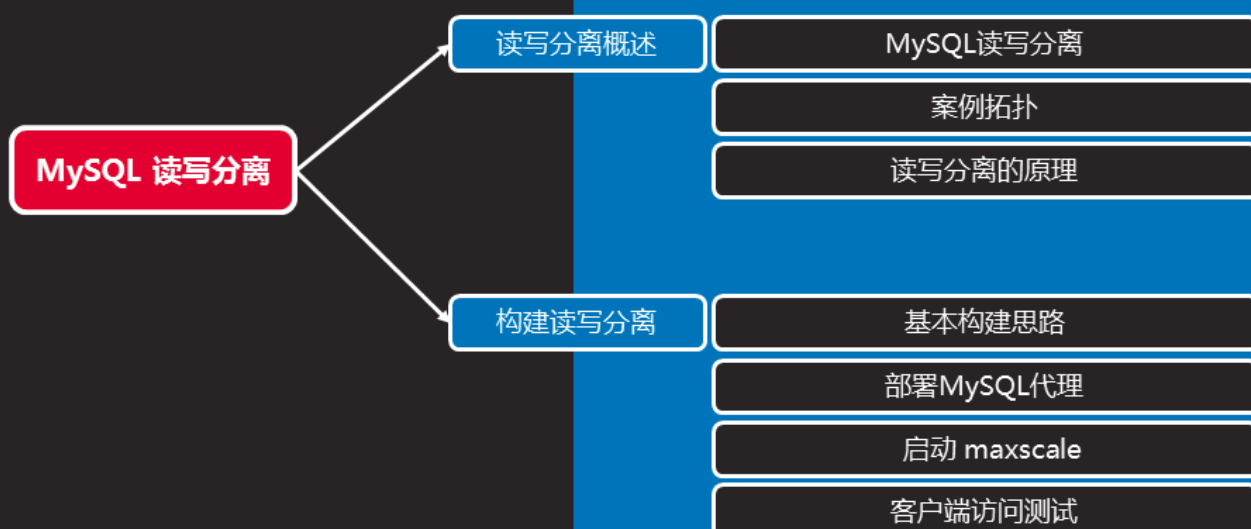 MySQL 读写分离
读写分离概述
MySQL读写分离
案例拓扑
读写分离的原理
构建读写分离
基本构建思路
部署MySQL代理
启动 maxscale
客户端访问测试